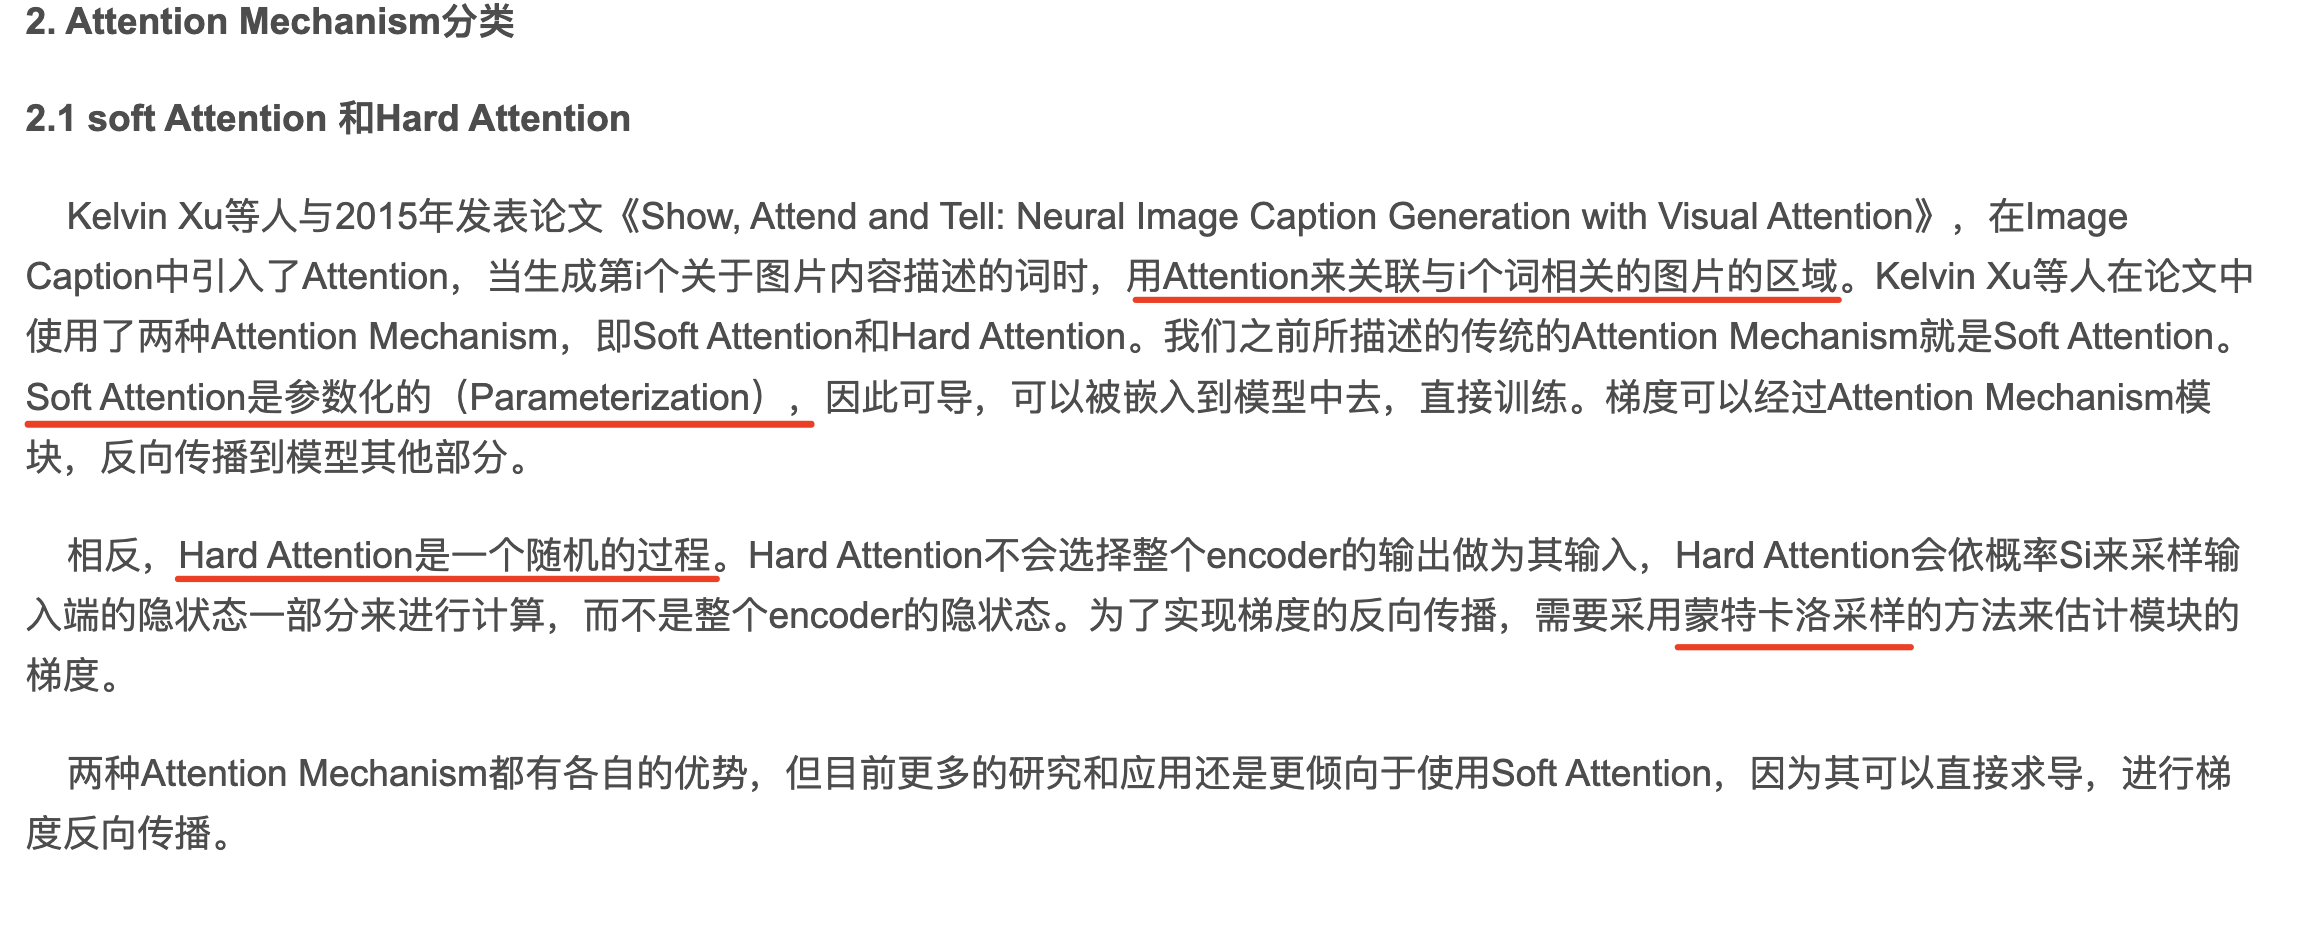 2. Attention Mechanism分类
2.1 soft Attention 和Hard Attention
Kelvin Xu等人与2015年发表论文《Show, Attend and Tell: Neural Image Caption Generation with Visual Attention》，在Image
Caption中引入了Attention，当生成第i个关于图片内容描述的词时，用Attention来关联与i个词相关的图片的区域。Kelvin Xu等人在论文中
使用了两种Attention Mechanism，即Soft Attention和Hard Attention。我们之前所描述的传统的Attention Mechanism就是Soft Attention。
Soft Attention是参数化的（Parameterization），因此可导，可以被嵌入到模型中去，直接训练。梯度可以经过Attention Mechanism模
块，反向传播到模型其他部分。
相反，Hard Attention是一个随机的过程。Hard Attention不会选择整个encoder的输出做为其输入，Hard Attention会依概率Si来采样输
入端的隐状态一部分来进行计算，而不是整个encoder的隐状态。为了实现梯度的反向传播，需要采用蒙特卡洛采样的方法来估计模块的
梯度。
两种Attention Mechanism都有各自的优势，但目前更多的研究和应用还是更倾向于使用Soft Attention，因为其可以直接求导，进行梯
度反向传播。